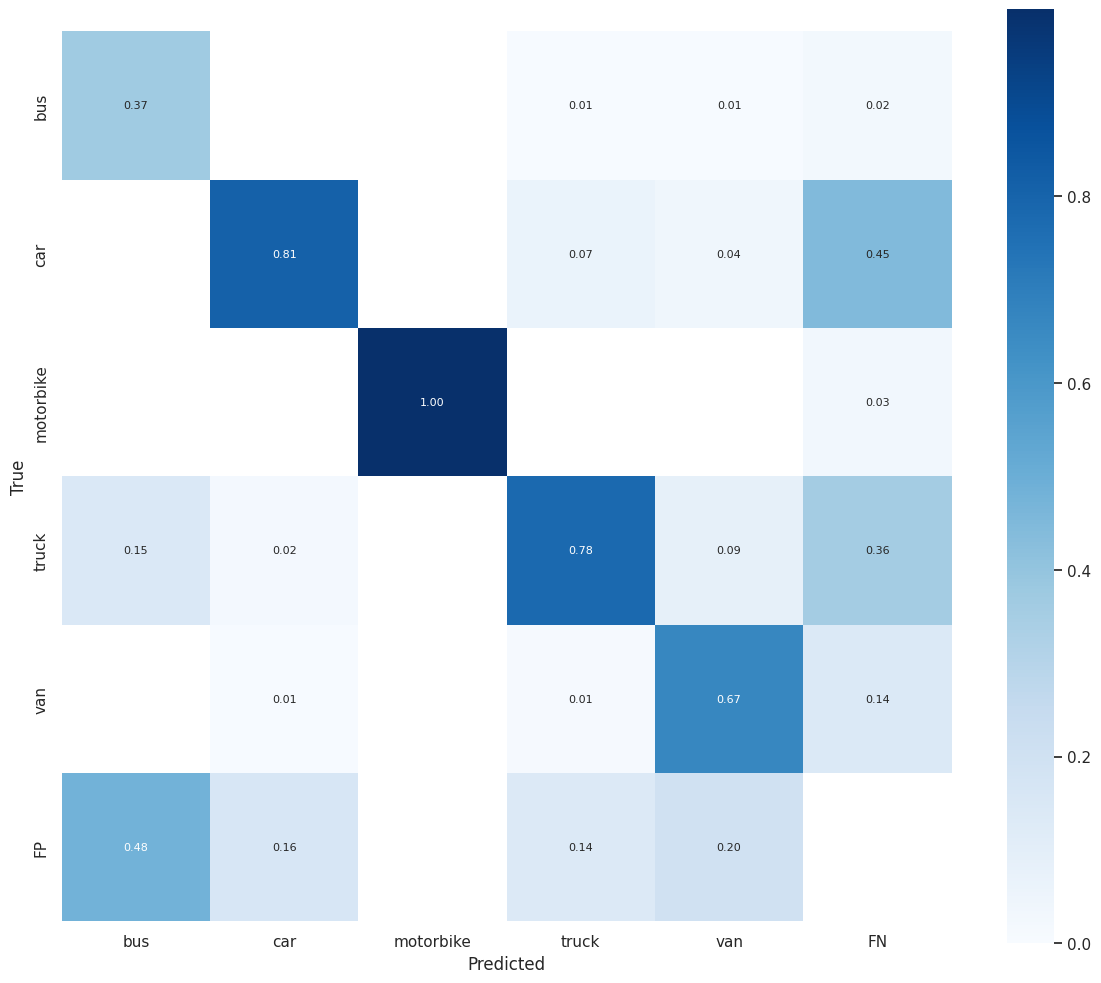 bus 0.37 0.01 0.01 0.02
car 0.81 0.07 0.04 0.45
motorbike 1.00 0.03
truck 0.15 0.02 0.78 0.09 0.36
van 0.01 0.01 0.67 0.14
FP 0.48 0.16 0.14 0.20
bus car motorbike truck van FN
Predicted
True
0.8
0.6
0.4
0.2
0.0